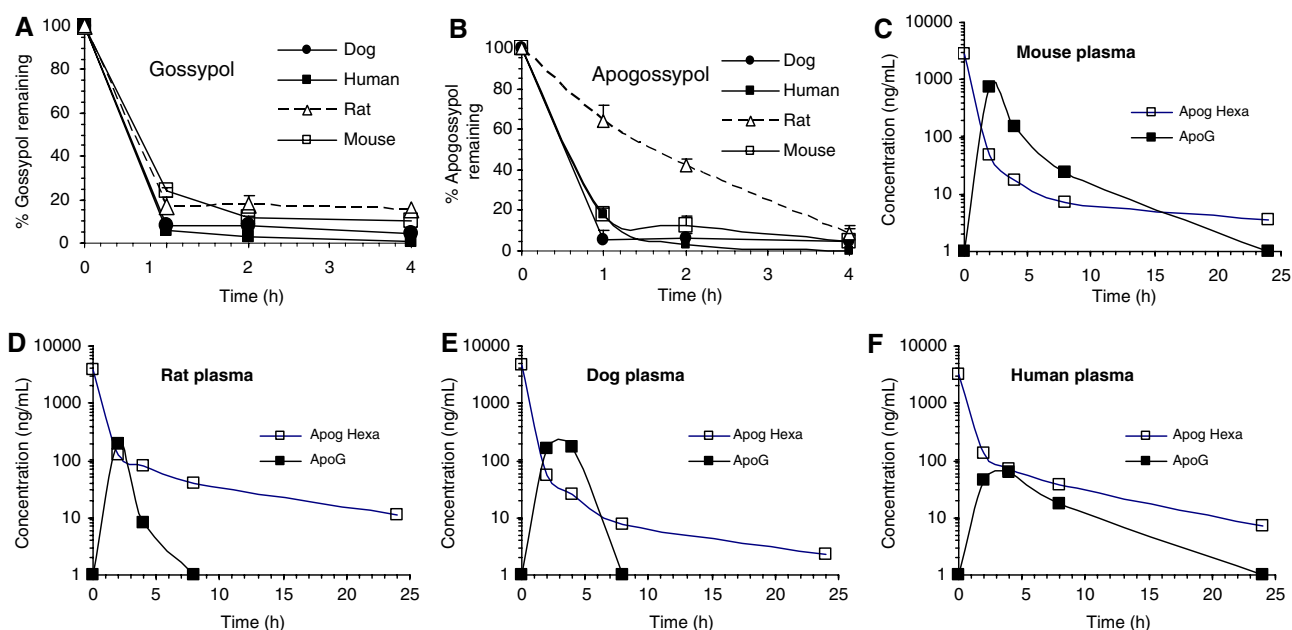 A
Gossypol
% Gossypol remaining
100
80
60
40
20
0
0
1
2
3
4
Time (h)
Dog
Human
Rat
Mouse
B
Apogossypol
% Apogossypol
remaining
100
80
60
40
20
0
0
1
2
3
4
Time (h)
Dog
Human
Rat
Mouse
C
Mouse plasma
Concentration (ng/mL)
10000
1000
100
10
1
0
5
10
15
20
25
Time (h)
Apog Hexa
ApoG
D
Rat plasma
Concentration (ng/mL)
10000
1000
100
10
1
0
5
10
15
20
25
Time (h)
Apog Hexa
ApoG
E
Dog plasma
Concentration (ng/mL)
10000
1000
100
10
1
0
5
10
15
20
25
Time (h)
Apog Hexa
ApoG
F
Human plasma
Concentration (ng/mL)
10000
1000
100
10
1
0
5
10
15
20
25
Time (h)
Apog Hexa
ApoG